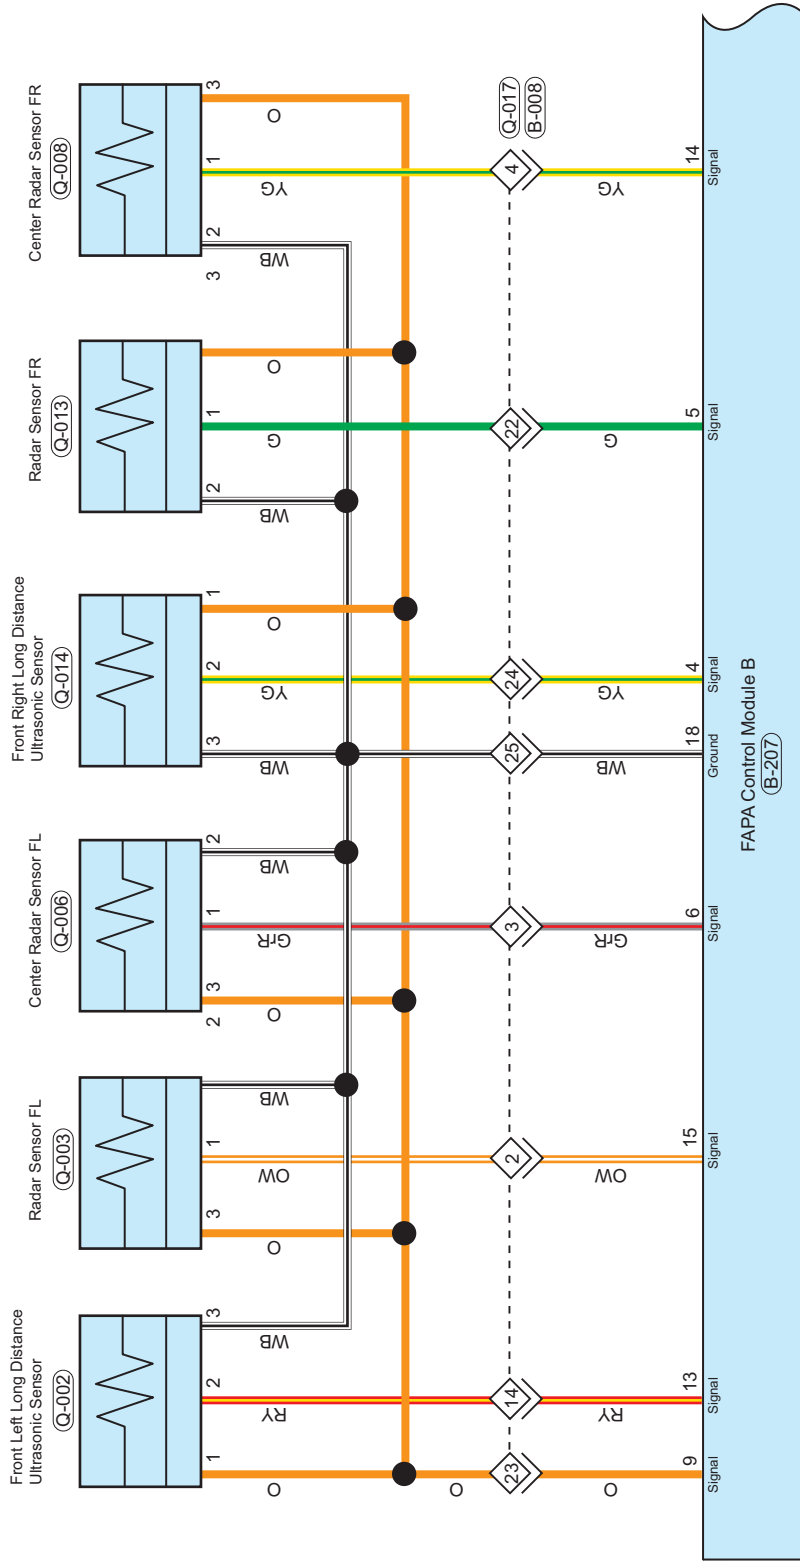 Center Radar Sensor FR
Q-008
3
1
2
3
O
YG
WB
Q-017
B-008
4
YG
14
Signal
Radar Sensor FR
Q-013
1
2
O
G
WB
22
G
5
Signal
Front Right Long Distance
Ultrasonic Sensor
Q-014
1
2
3
O
YG
WB
24
25
YG
WB
4
Signal
18
Ground
Center Radar Sensor FL
Q-006
2
1
3
2
WB
GrR
O
3
GrR
6
Signal
Radar Sensor FL
Q-003
1
3
WB
OW
O
2
OW
15
Signal
Front Left Long Distance
Ultrasonic Sensor
Q-002
3
2
1
WB
RY
O
O
14
23
RY
O
13
Signal
9
Signal
FAPA Control Module B
B-207